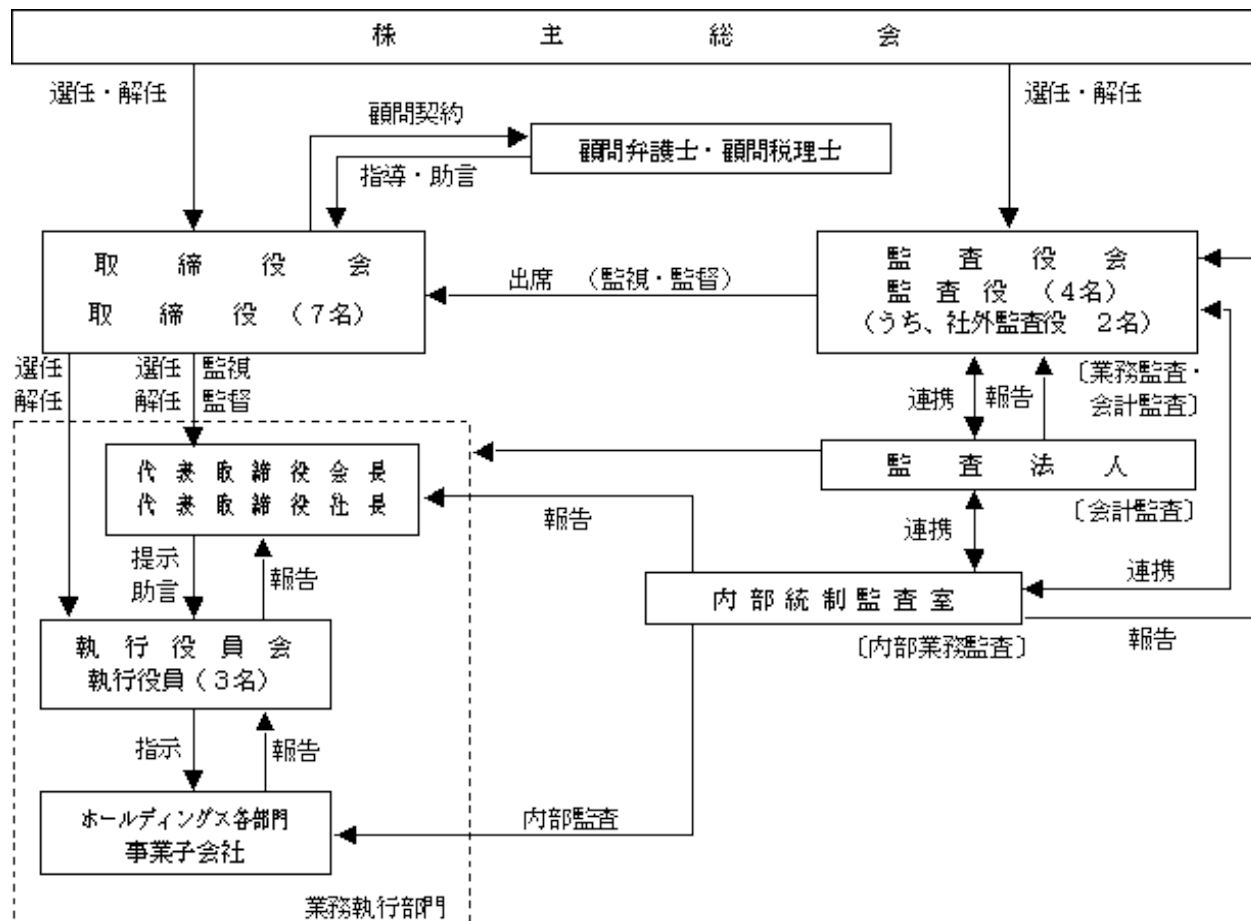 株 主 総 会
選任・解任
選任・解任
顧問契約
顧問弁護士・顧問税理士
指導・助言
取 締 役 会
取 締 役 (7名)
出席 (監視・監督)
監 査 役 会
監 査 役 (4名)
(うち、社外監査役 2名)
選任
解任
選任
解任
監視
監督
連携
報告
〔業務監査・
会計監査〕
代 表 取 締 役 会 長
代 表 取 締 役 社 長
監 査 法 人
〔会計監査〕
報告
連携
提示
助言
報告
連携
内 部 統 制 監 査 室
〔内部業務監査〕
報告
執 行 役 員 会
執行役員(3名)
指示
報告
ホールディングス各部門
事業子会社
内部監査
業務執行部門